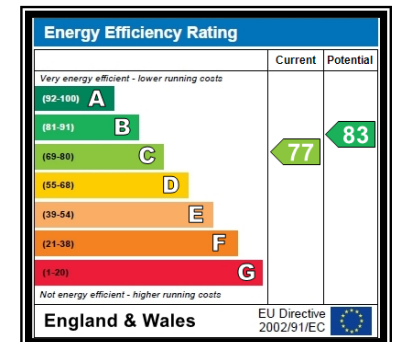 Energy Efficiency Rating
Current Potential
Very energy efficient - lower running costs
(92-100) A
(81-91) B
83
(69-80) C
77
(55-68) D
(39-54) E
(21-38) F
(1-20) G
Not energy efficient - higher running costs
England & Wales
EU Directive
2002/91/EC